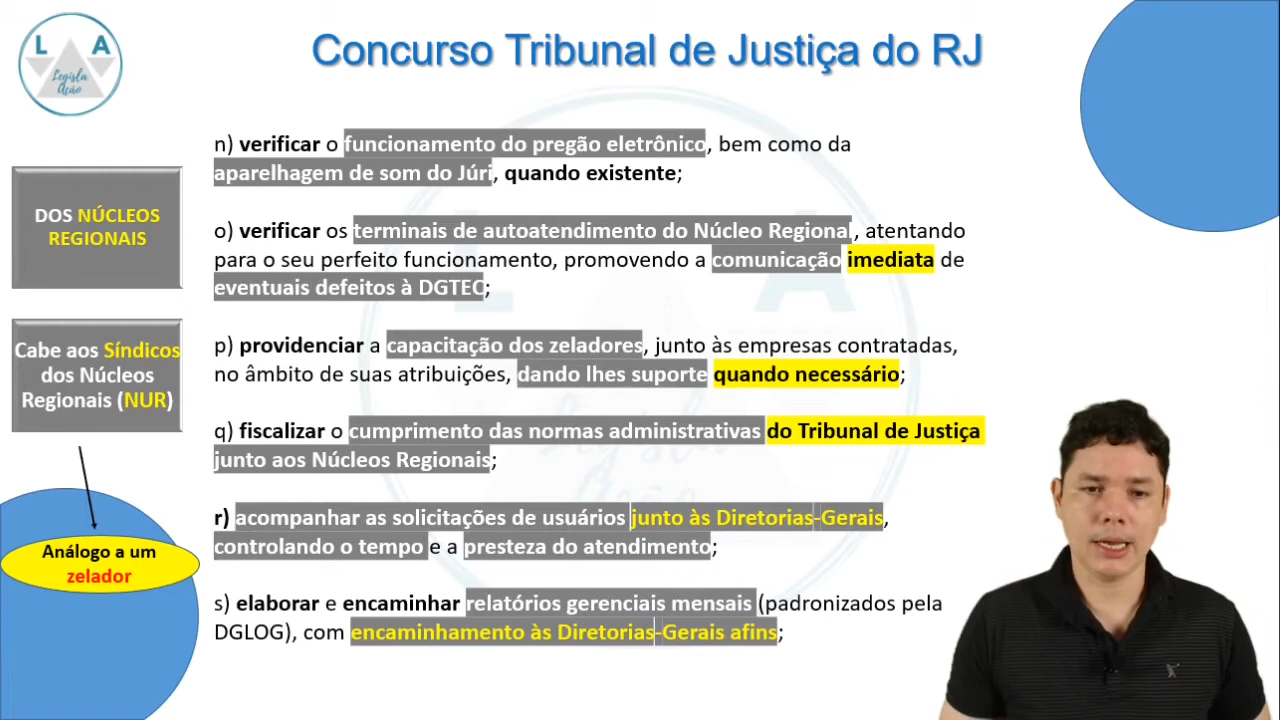 L A
Legisla
Ação
Concurso Tribunal de Justiça do RJ
DOS NÚCLEOS
REGIONAIS
Cabe aos Síndicos
dos Núcleos
Regionais (NUR)
Análogo a um
zelador
n) verificar o funcionamento do pregão eletrônico, bem como da
aparelhagem de som do Júri, quando existente;
o) verificar os terminais de autoatendimento do Núcleo Regional, atentando
para o seu perfeito funcionamento, promovendo a comunicação imediata de
eventuais defeitos à DGTEC;
p) providenciar a capacitação dos zeladores, junto às empresas contratadas,
no âmbito de suas atribuições, dando lhes suporte quando necessário;
q) fiscalizar o cumprimento das normas administrativas do Tribunal de Justiça
junto aos Núcleos Regionais;
r) acompanhar as solicitações de usuários junto às Diretorias-Gerais,
controlando o tempo e a presteza do atendimento;
s) elaborar e encaminhar relatórios gerenciais mensais (padronizados pela
DGLOG), com encaminhamento às Diretorias-Gerais afins;